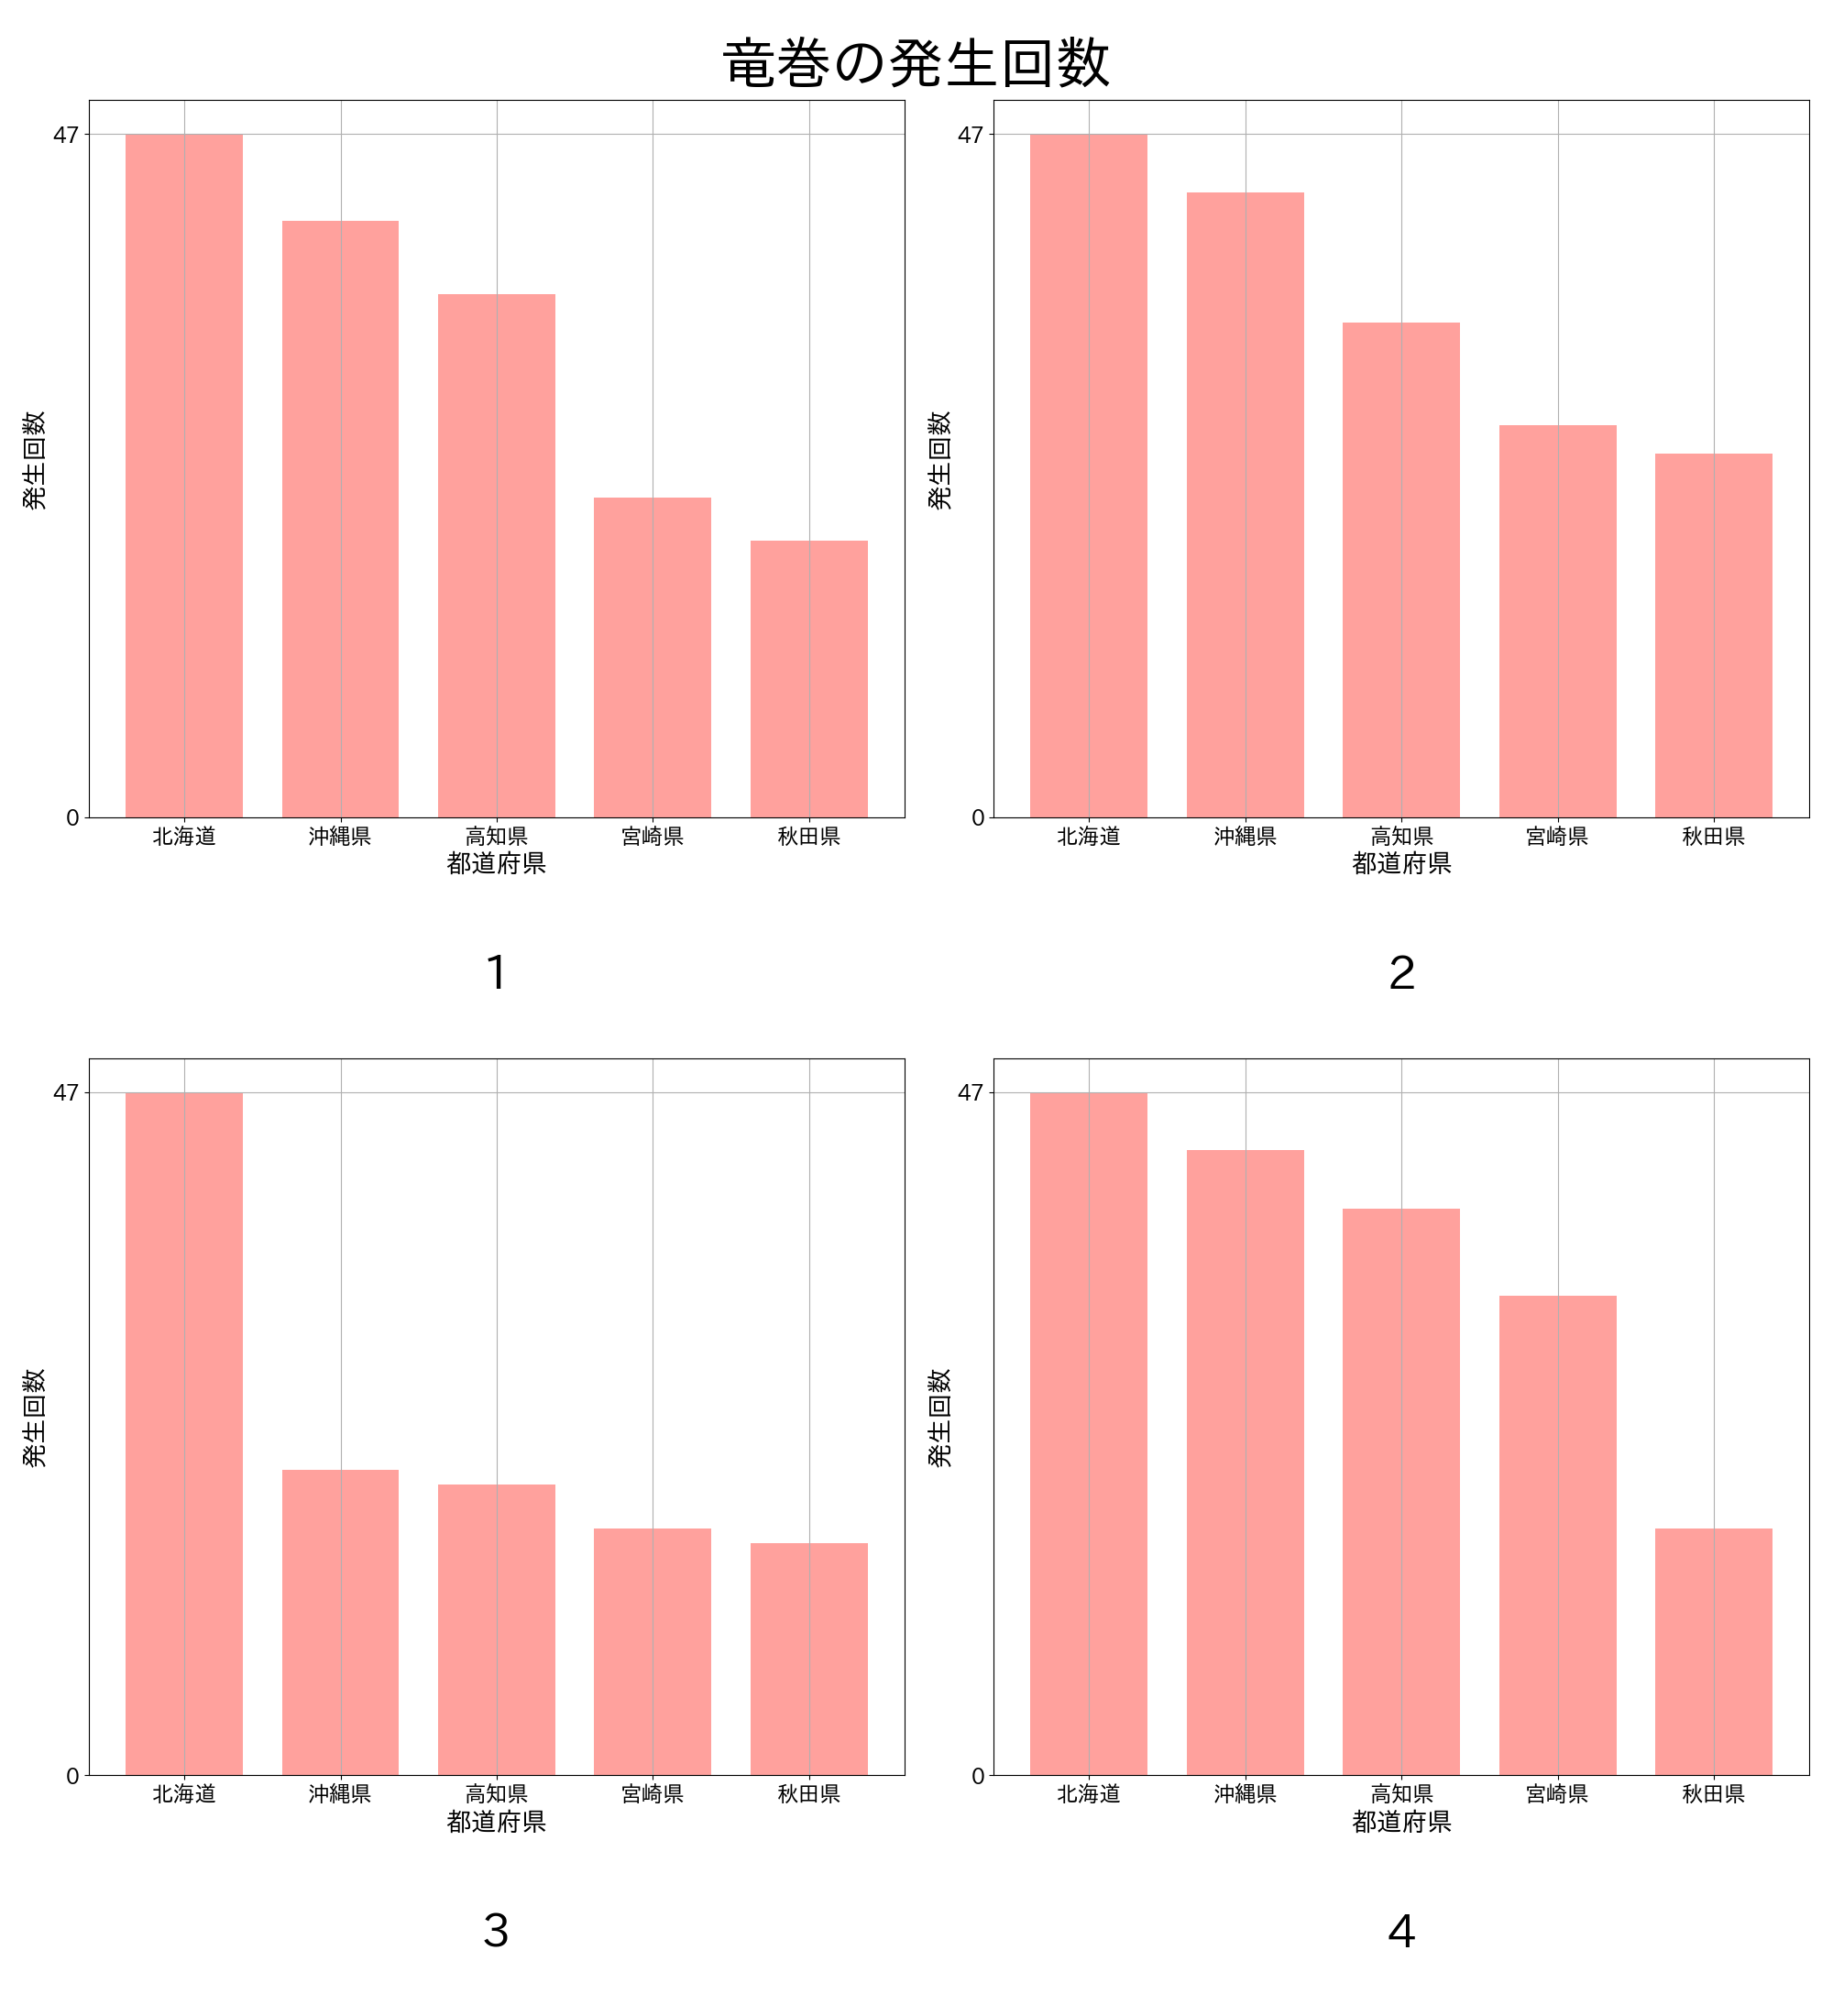 竜巻の発生回数
47
0
発生回数
北海道 沖縄県 高知県 宮崎県 秋田県
都道府県
1
47
0
発生回数
北海道 沖縄県 高知県 宮崎県 秋田県
都道府県
2
47
0
発生回数
北海道 沖縄県 高知県 宮崎県 秋田県
都道府県
3
47
0
発生回数
北海道 沖縄県 高知県 宮崎県 秋田県
都道府県
4